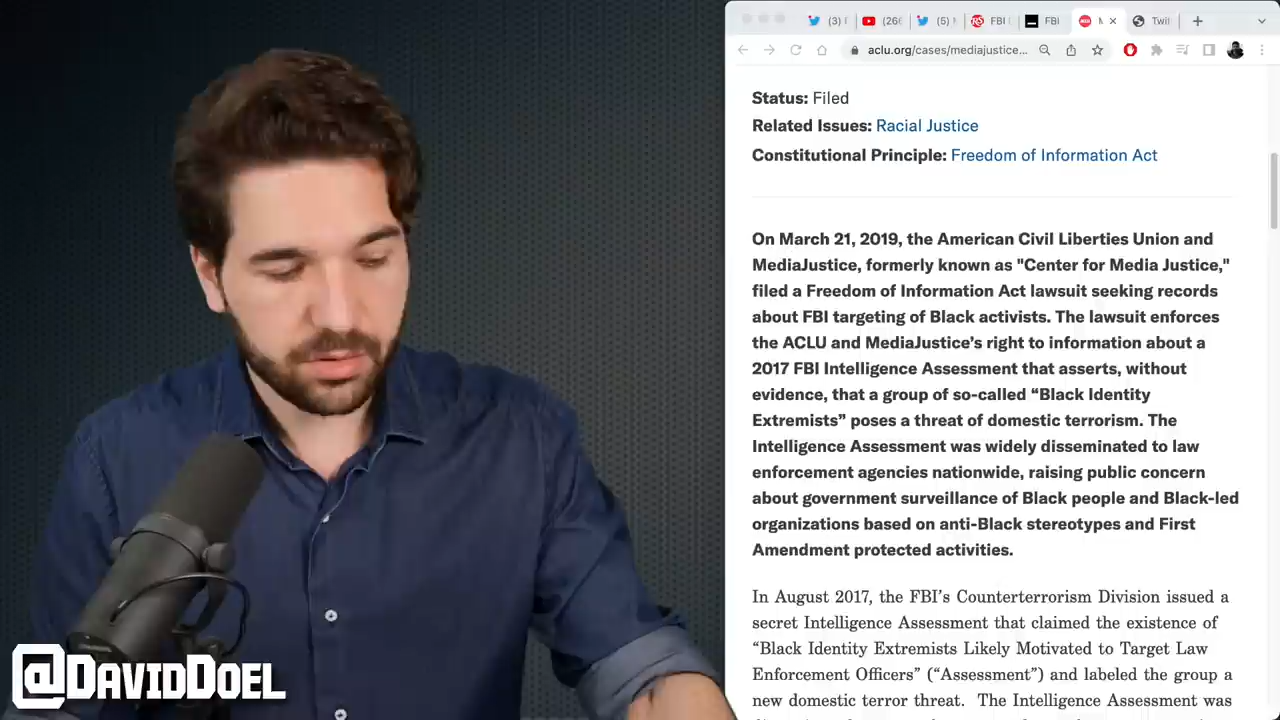 (3)
(26
(5)
FBI
FBI
Twit
aclu.org/cases/mediajustice...
Status: Filed
Related Issues: Racial Justice
Constitutional Principle: Freedom of Information Act
On March 21, 2019, the American Civil Liberties Union and
MediaJustice, formerly known as "Center for Media Justice,"
filed a Freedom of Information Act lawsuit seeking records
about FBI targeting of Black activists. The lawsuit enforces
the ACLU and MediaJustice’s right to information about a
2017 FBI Intelligence Assessment that asserts, without
evidence, that a group of so-called “Black Identity
Extremists” poses a threat of domestic terrorism. The
Intelligence Assessment was widely disseminated to law
enforcement agencies nationwide, raising public concern
about government surveillance of Black people and Black-led
organizations based on anti-Black stereotypes and First
Amendment protected activities.
In August 2017, the FBI’s Counterterrorism Division issued a
secret Intelligence Assessment that claimed the existence of
“Black Identity Extremists Likely Motivated to Target Law
Enforcement Officers” (“Assessment”) and labeled the group a
new domestic terror threat. The Intelligence Assessment was
@DAVIDDOEL